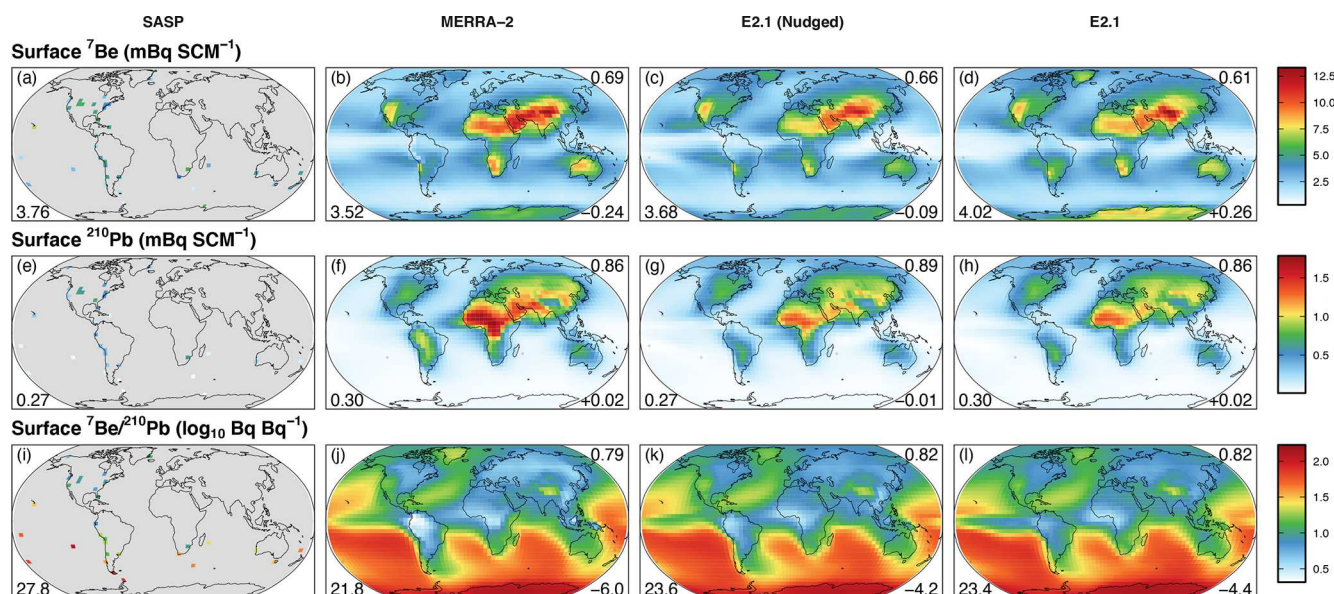 SASP MERRA−2 E2.1 (Nudged) E2.1
Surface ⁷Be (mBq SCM⁻¹)
(a) (b) 0.69 (c) 0.66 (d) 0.61
3.76 3.52 −0.24 3.68 −0.09 4.02 +0.26
12.5
10.0
7.5
5.0
2.5
Surface ²¹⁰Pb (mBq SCM⁻¹)
(e) (f) 0.86 (g) 0.89 (h) 0.86
0.27 0.30 +0.02 0.27 −0.01 0.30 +0.02
1.5
1.0
0.5
Surface ⁷Be/²¹⁰Pb (log₁₀ Bq Bq⁻¹)
(i) (j) 0.79 (k) 0.82 (l) 0.82
27.8 21.8 −6.0 23.6 −4.2 23.4 −4.4
2.0
1.5
1.0
0.5